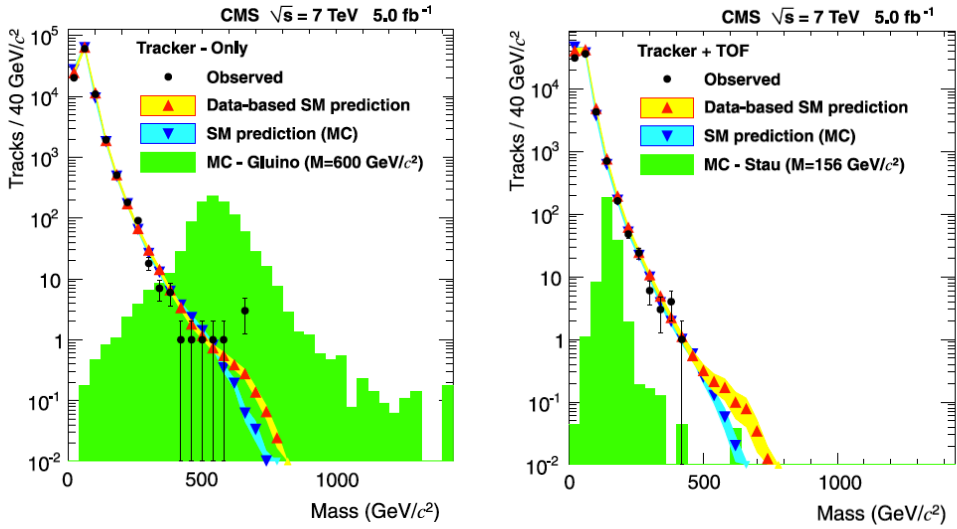 CMS √s = 7 TeV 5.0 fb⁻¹
Tracks / 40 GeV/c²
10⁵
10⁴
10³
10²
10
1
10⁻¹
10⁻²
Tracker - Only
Observed
Data-based SM prediction
SM prediction (MC)
MC - Gluino (M=600 GeV/c²)
0
500
1000
Mass (GeV/c²)
CMS √s = 7 TeV 5.0 fb⁻¹
Tracks / 40 GeV/c²
10⁴
10³
10²
10
1
10⁻¹
10⁻²
Tracker + TOF
Observed
Data-based SM prediction
SM prediction (MC)
MC - Stau (M=156 GeV/c²)
0
500
1000
Mass (GeV/c²)